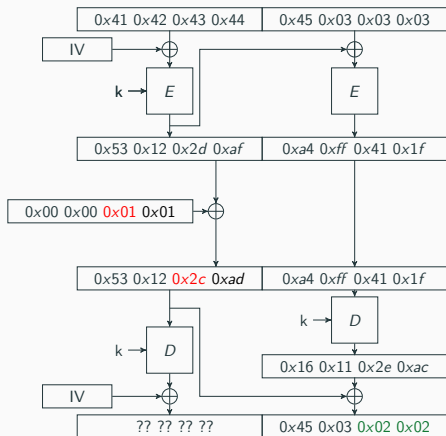 0x41 0x42 0x43 0x44 0x45 0x03 0x03 0x03
IV
k E E
0x53 0x12 0x2d 0xaf 0xa4 0xff 0x41 0x1f
0x00 0x00 0x01 0x01
0x53 0x12 0x2c 0xad 0xa4 0xff 0x41 0x1f
k D
k D
0x16 0x11 0x2e 0xac
IV
?? ?? ?? ?? 0x45 0x03 0x02 0x02